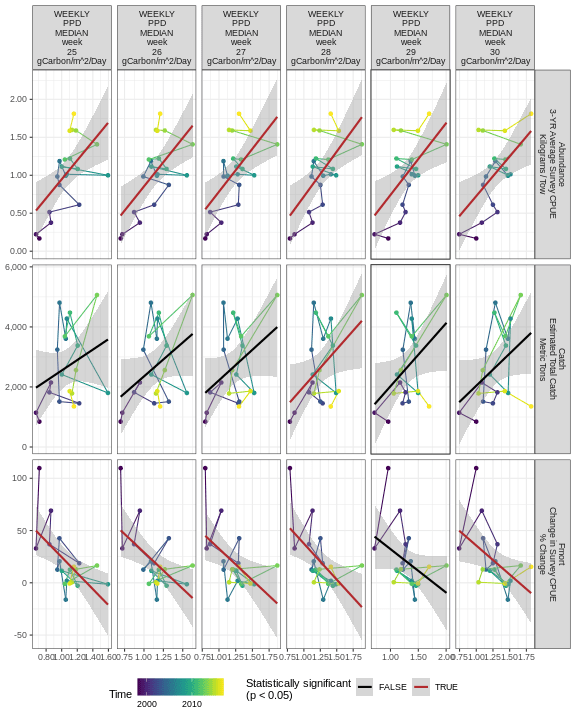 WEEKLY
PPD
MEDIAN
week
25
gCarbon/m^2/Day
WEEKLY
PPD
MEDIAN
week
26
gCarbon/m^2/Day
WEEKLY
PPD
MEDIAN
week
27
gCarbon/m^2/Day
WEEKLY
PPD
MEDIAN
week
28
gCarbon/m^2/Day
WEEKLY
PPD
MEDIAN
week
29
gCarbon/m^2/Day
WEEKLY
PPD
MEDIAN
week
30
gCarbon/m^2/Day
2.00
1.50
1.00
0.50
0.00
Abundance
3-YR Average Survey CPUE
Kilograms / Tow
6,000
4,000
2,000
0
Catch
Estimated Total Catch
Metric Tons
100
50
0
-50
Fmort
Change in Survey CPUE
% Change
0.80 1.00 1.20 1.40 1.60
0.75 1.00 1.25 1.50
0.75 1.00 1.25 1.50 1.75
0.75 1.00 1.25 1.50 1.75
1.00 1.50 2.00
0.75 1.00 1.25 1.50 1.75
Time
2000 2010
Statistically significant
(p < 0.05)
FALSE TRUE